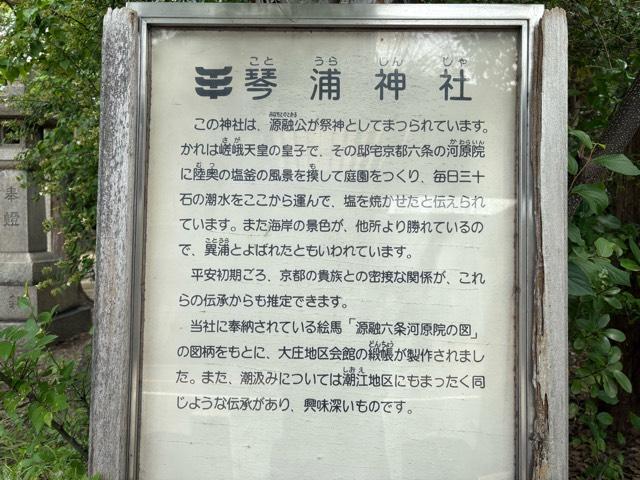 琴浦神社
ことうらしんじゃ
この神社は、源融公が祭神としてまつられています。
かれは嵯峨天皇の皇子で、その邸宅京都六条の河原院
に陸奥の塩釜の風景を摸して庭園をつくり、毎日三十
石の潮水をここから運んで、塩を焼かせたと伝えられ
ています。また海岸の景色が、他所より勝れているの
で、異浦とよばれたともいわれています。
平安初期ごろ、京都の貴族との密接な関係が、これ
らの伝承からも推定できます。
当社に奉納されている絵馬「源融六条河原院の図」
の図柄をもとに、大庄地区会館の緞帳が製作されまし
た。また、潮汲みについては潮江地区にもまったく同
じような伝承があり、興味深いものです。
奉燈